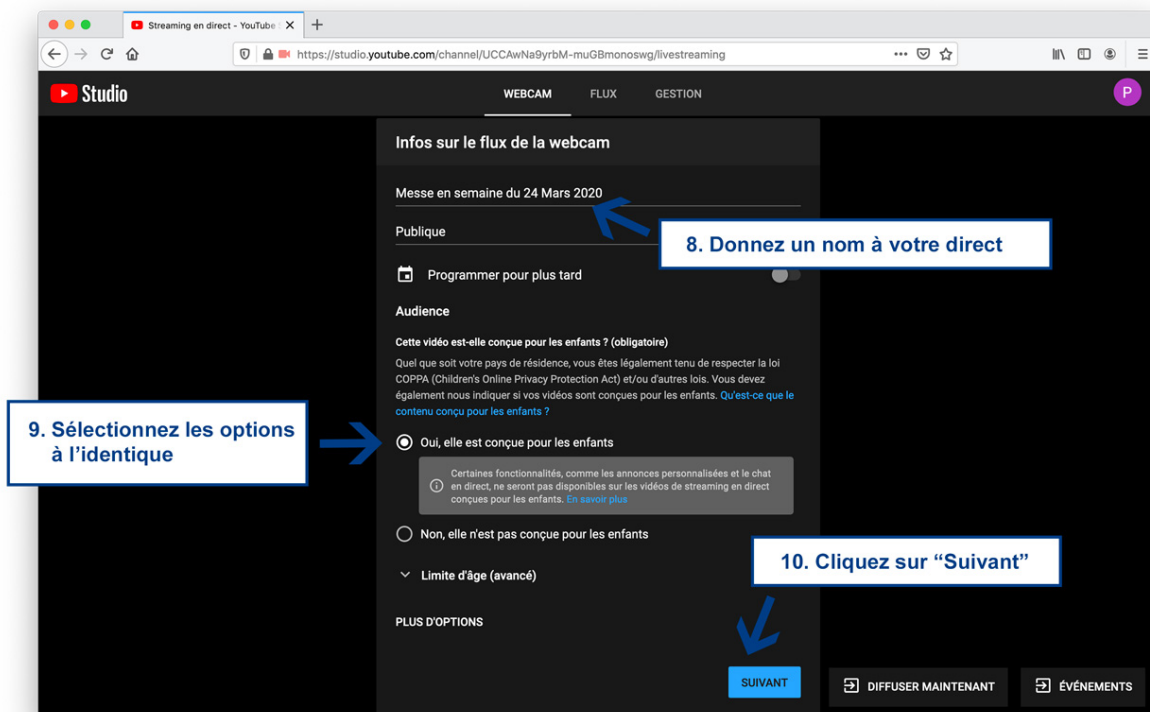 Streaming en direct - YouTube
https://studio.youtube.com/channel/UCCAwNa9yrbM-muGBmonoswg/livestreaming
Studio
WEBCAM FLUX GESTION
P
Infos sur le flux de la webcam
Messe en semaine du 24 Mars 2020
Publique
8. Donnez un nom à votre direct
Programmer pour plus tard
Audience
Cette vidéo est-elle conçue pour les enfants ? (obligatoire)
Quel que soit votre pays de résidence, vous êtes légalement tenu de respecter la loi
COPPA (Children's Online Privacy Protection Act) et/ou d'autres lois. Vous devez
également nous indiquer si vos vidéos sont conçues pour les enfants. Qu'est-ce que le
contenu conçu pour les enfants ?
9. Sélectionnez les options
à l’identique
Oui, elle est conçue pour les enfants
Certaines fonctionnalités, comme les annonces personnalisées et le chat
en direct, ne seront pas disponibles sur les vidéos de streaming en direct
conçues pour les enfants. En savoir plus
Non, elle n'est pas conçue pour les enfants
10. Cliquez sur “Suivant”
Limite d'âge (avancé)
PLUS D'OPTIONS
SUIVANT
DIFFUSER MAINTENANT
ÉVÉNEMENTS